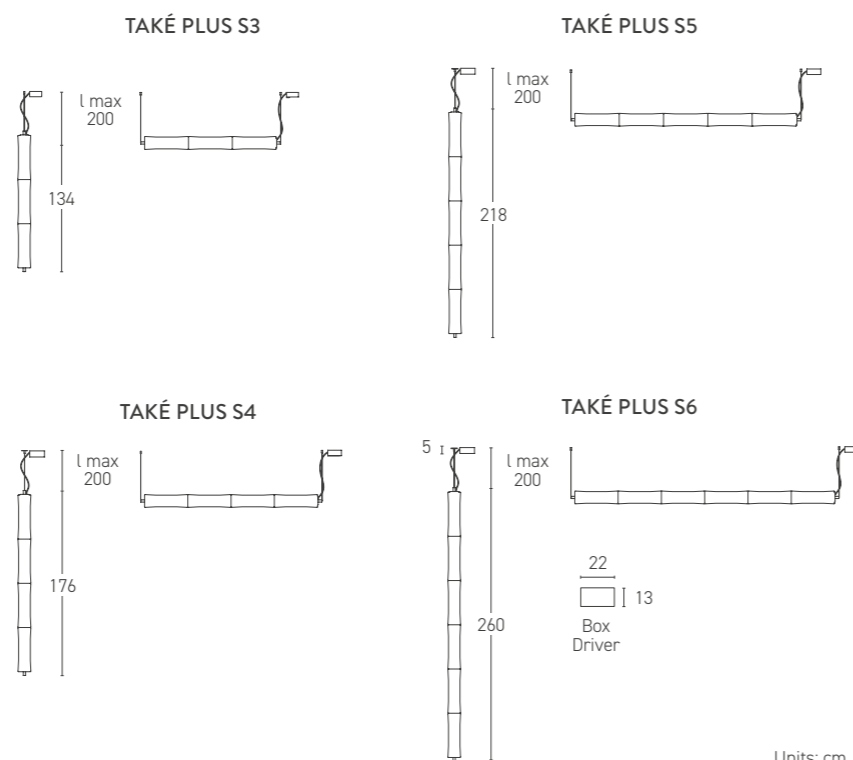 TAKÉ PLUS S3
l max
200
134
TAKÉ PLUS S5
l max
200
218
TAKÉ PLUS S4
l max
200
176
TAKÉ PLUS S6
5
l max
200
260
22
13
Box
Driver
Units: cm